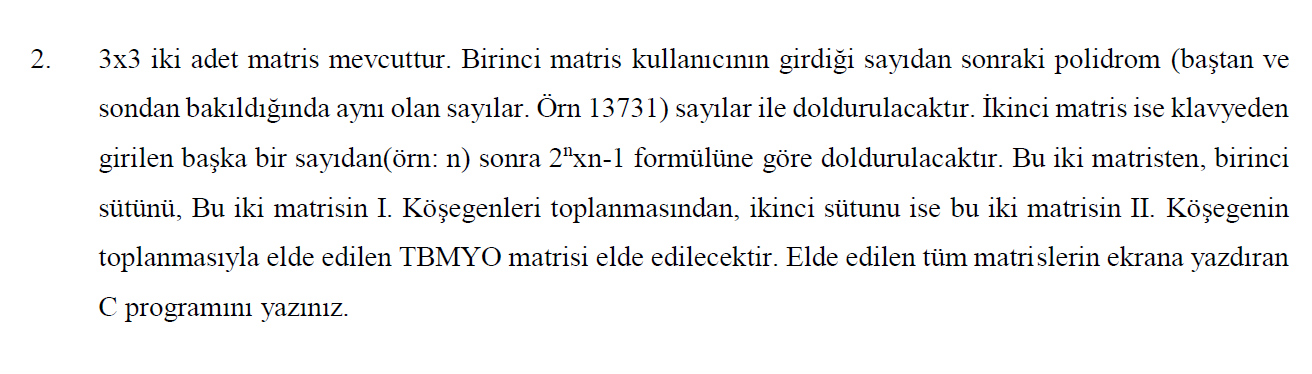 2. 3x3 iki adet matris mevcuttur. Birinci matris kullanıcının girdiği sayıdan sonraki polidrom (baştan ve
sondan bakıldığında aynı olan sayılar. Örn 13731) sayılar ile doldurulacaktır. İkinci matris ise klavyeden
girilen başka bir sayıdan(örn: n) sonra 2ⁿxn-1 formülüne göre doldurulacaktır. Bu iki matristen, birinci
sütünü, Bu iki matrisin I. Köşegenleri toplanmasından, ikinci sütunu ise bu iki matrisin II. Köşegenin
toplanmasıyla elde edilen TBMYO matrisi elde edilecektir. Elde edilen tüm matrislerin ekrana yazdıran
C programını yazınız.